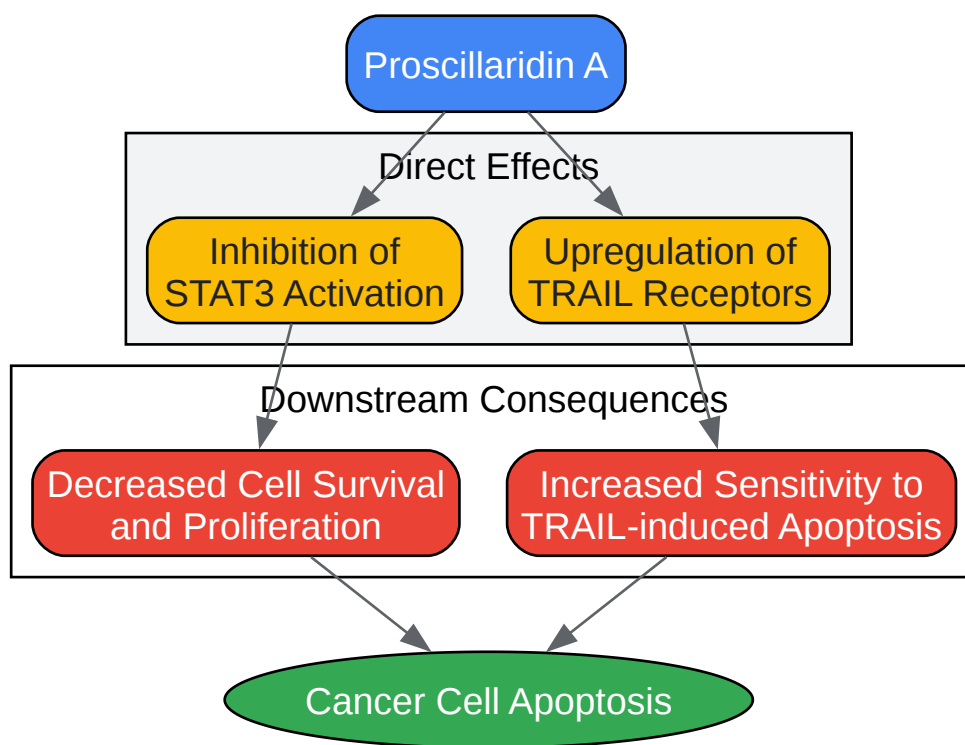 Proscillaridin A
Direct Effects
Inhibition of
STAT3 Activation
Upregulation of
TRAIL Receptors
Downstream Consequences
Decreased Cell Survival
and Proliferation
Increased Sensitivity to
TRAIL-induced Apoptosis
Cancer Cell Apoptosis